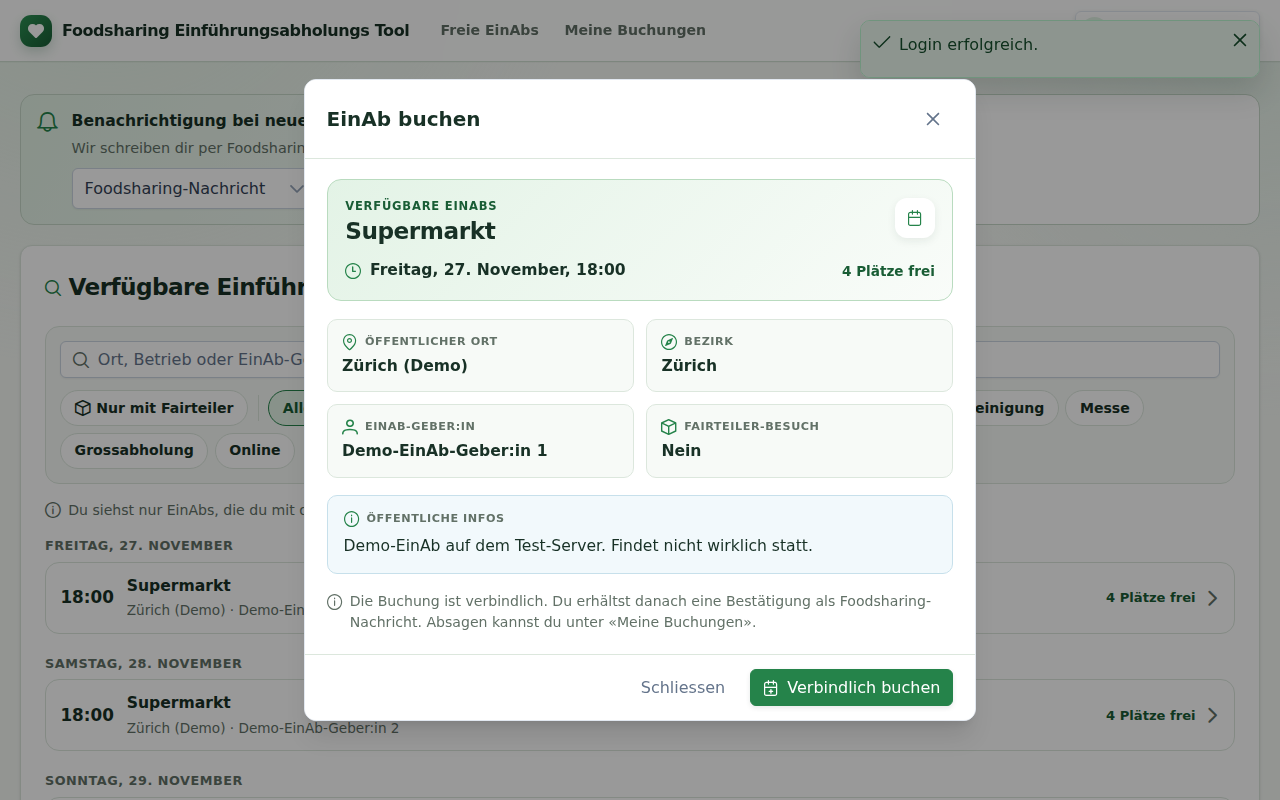 Foodsharing Einführungsabholungs Tool
Freie EinAbs
Meine Buchungen
Login erfolgreich.
Benachrichtigung bei neue
Wir schreiben dir per Foodsharin
Foodsharing-Nachricht
Verfügbare Einführ
Ort, Betrieb oder EinAb-G
Nur mit Fairteiler
All
einigung
Messe
Grossabholung
Online
Du siehst nur EinAbs, die du mit d
FREITAG, 27. NOVEMBER
18:00
Supermarkt
Zürich (Demo) · Demo-Ein
4 Plätze frei
SAMSTAG, 28. NOVEMBER
18:00
Supermarkt
Zürich (Demo) · Demo-EinAb-Geber:in 2
4 Plätze frei
SONNTAG, 29. NOVEMBER
EinAb buchen
VERFÜGBARE EINABS
Supermarkt
Freitag, 27. November, 18:00
4 Plätze frei
ÖFFENTLICHER ORT
Zürich (Demo)
BEZIRK
Zürich
EINAB-GEBER:IN
Demo-EinAb-Geber:in 1
FAIRTEILER-BESUCH
Nein
ÖFFENTLICHE INFOS
Demo-EinAb auf dem Test-Server. Findet nicht wirklich statt.
Die Buchung ist verbindlich. Du erhältst danach eine Bestätigung als Foodsharing-
Nachricht. Absagen kannst du unter «Meine Buchungen».
Schliessen
Verbindlich buchen